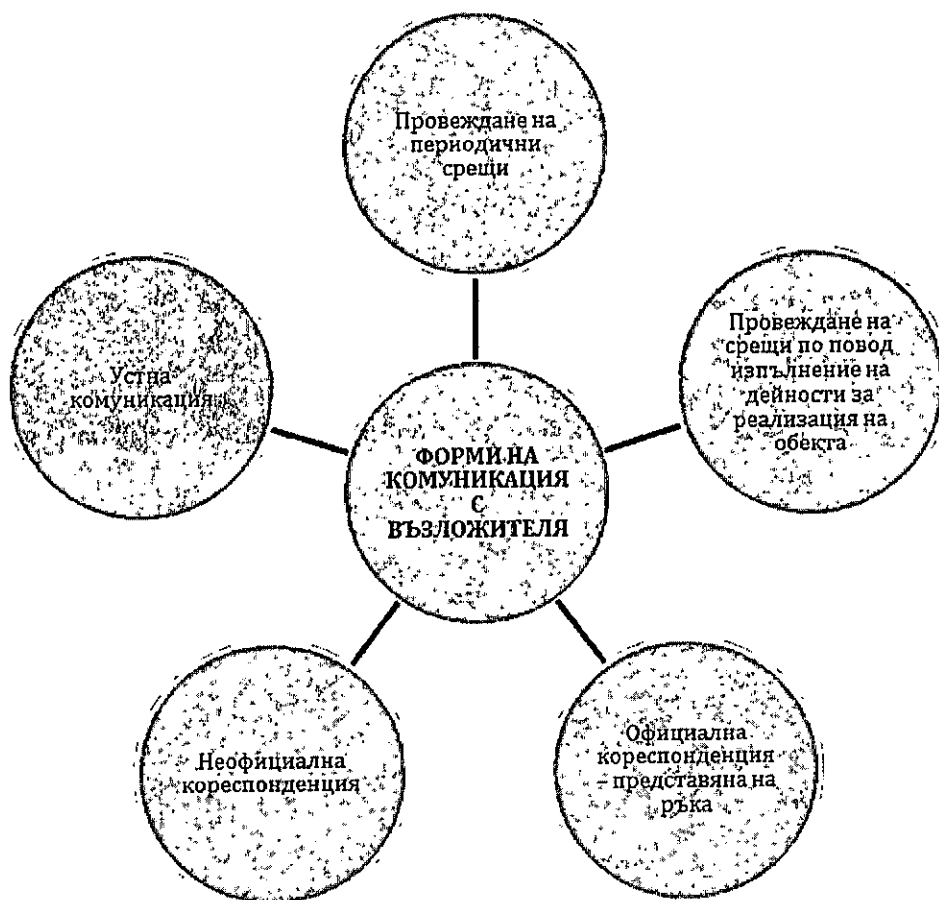 Провеждане на
периодични
срещи
Провеждане на
срещи по повод
изпълнение на
дейности за
реализация на
обекта
Устна
комуникация
ФОРМИ НА
КОМУНИКАЦИЯ
С
ВЪЗЛОЖИТЕЛЯ
Неофициална
кореспонденция
Официална
кореспонденция
– представяна на
ръка